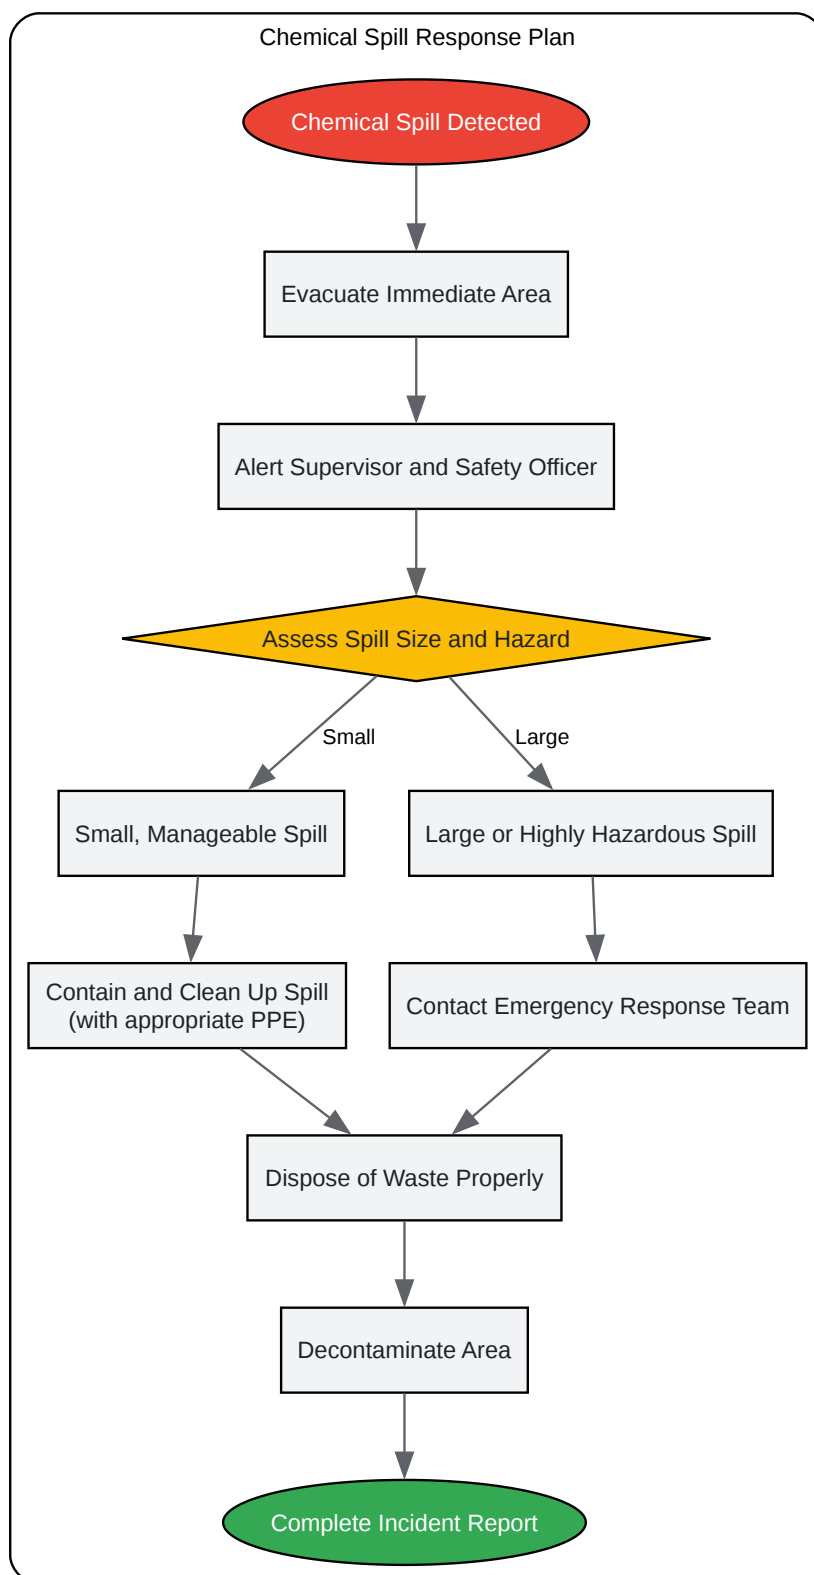 Chemical Spill Response Plan
Chemical Spill Detected
Evacuate Immediate Area
Alert Supervisor and Safety Officer
Assess Spill Size and Hazard
Small
Large
Small, Manageable Spill
Large or Highly Hazardous Spill
Contain and Clean Up Spill
(with appropriate PPE)
Contact Emergency Response Team
Dispose of Waste Properly
Decontaminate Area
Complete Incident Report